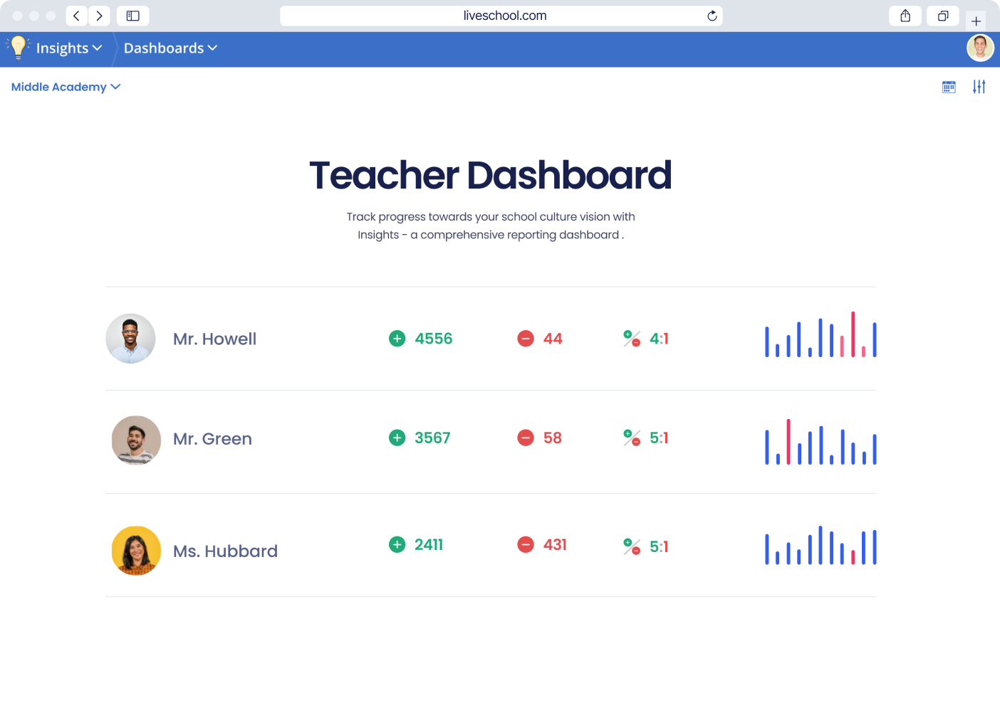 liveschool.com
Insights
Dashboards
Middle Academy
Teacher Dashboard
Track progress towards your school culture vision with
Insights - a comprehensive reporting dashboard .
Mr. Howell
4556
44
4:1
Mr. Green
3567
58
5:1
Ms. Hubbard
2411
431
5:1